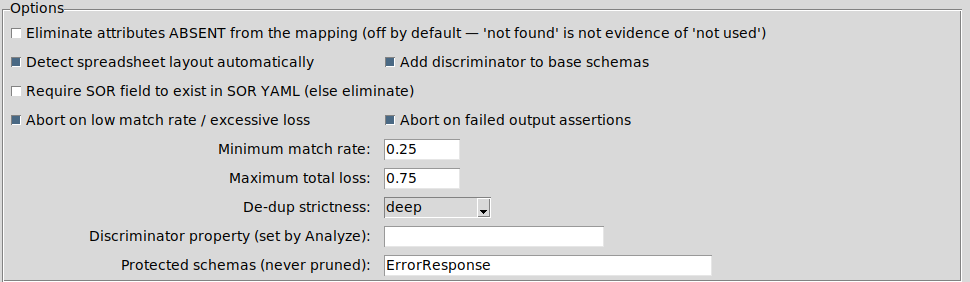 Options
Eliminate attributes ABSENT from the mapping (off by default — 'not found' is not evidence of 'not used')
Detect spreadsheet layout automatically Add discriminator to base schemas
Require SOR field to exist in SOR YAML (else eliminate)
Abort on low match rate / excessive loss Abort on failed output assertions
Minimum match rate: 0.25
Maximum total loss: 0.75
De-dup strictness: deep
Discriminator property (set by Analyze):
Protected schemas (never pruned): ErrorResponse